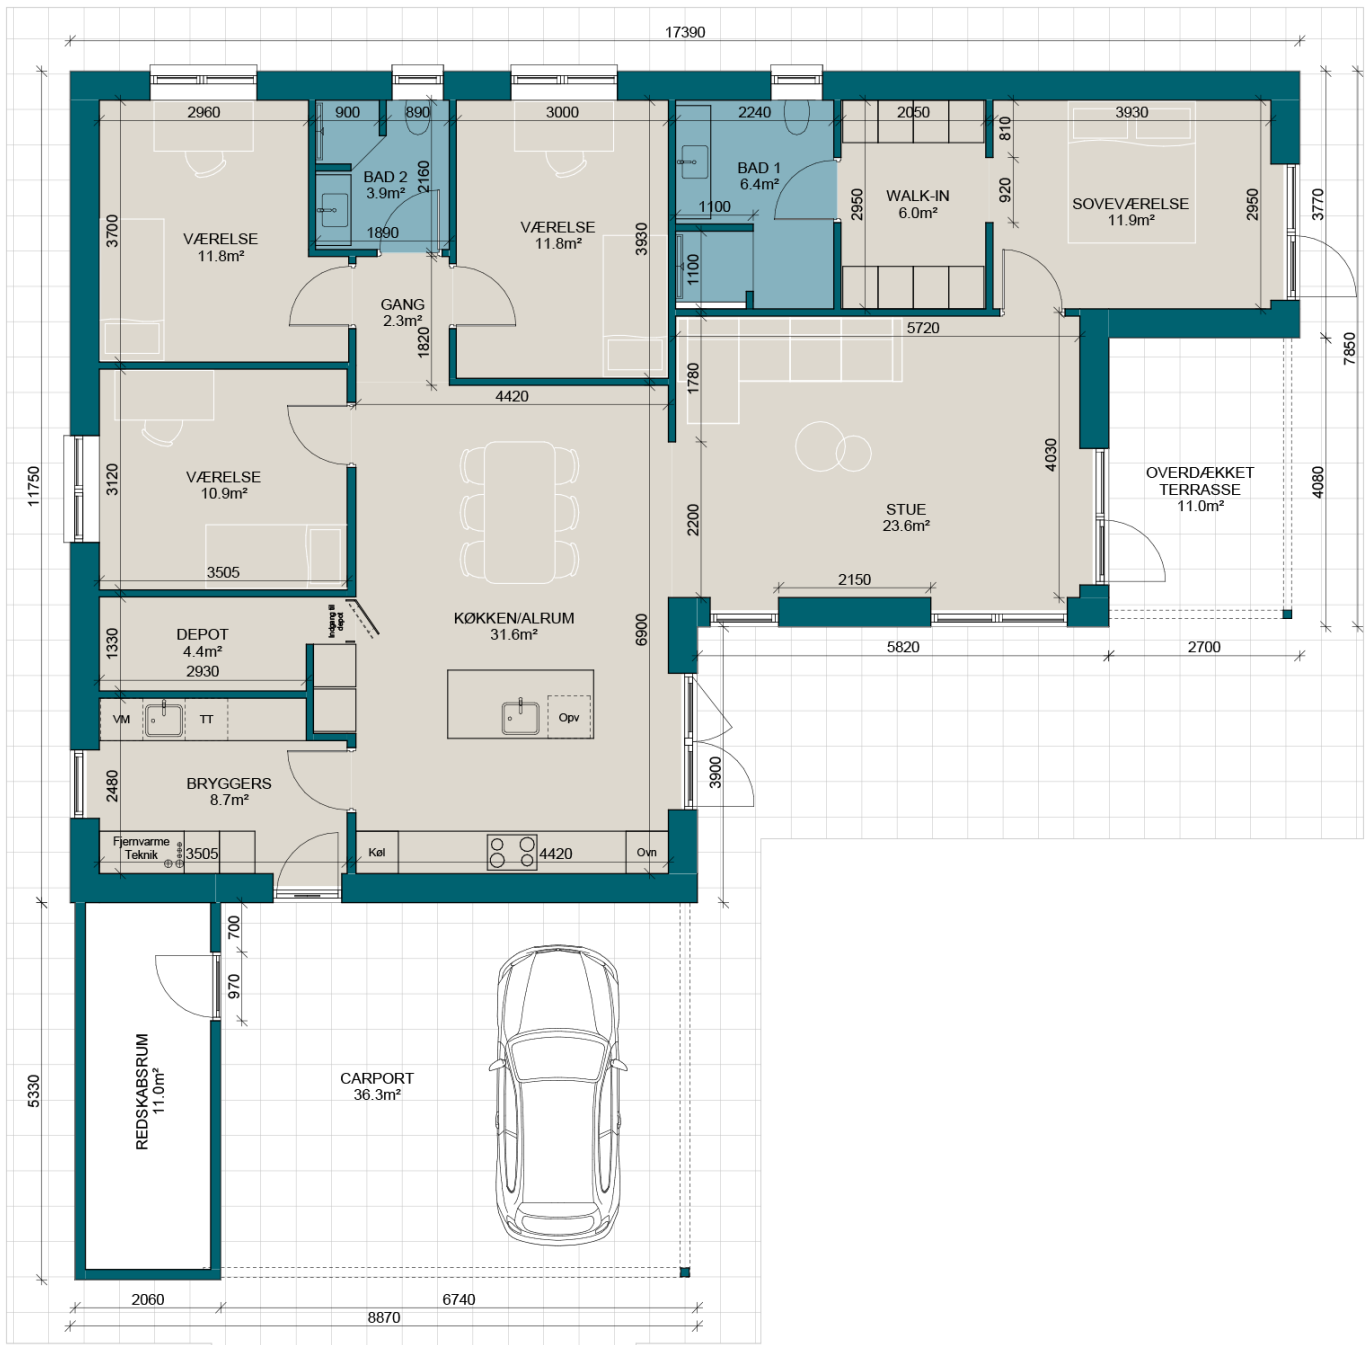 17390
2960
900
890
3000
2240
2050
810
3930
BAD 2
3.9m²
2160
BAD 1
6.4m²
3700
VÆRELSE
11.8m²
1890
VÆRELSE
11.8m²
3930
1100
1100
2950
WALK-IN
6.0m²
920
SOVEVÆRELSE
11.9m²
2950
3770
7850
GANG
2.3m²
1820
5720
1780
4420
11750
3120
VÆRELSE
10.9m²
3505
2200
STUE
23.6m²
4030
2150
OVERDÆKKET
TERRASSE
11.0m²
4080
1330
DEPOT
4.4m²
2930
Indgang til
depot
KØKKEN/ALRUM
31.6m²
6900
5820
2700
VM
TT
Opv
2480
BRYGGERS
8.7m²
3900
Fjernvarme
Teknik
3505
Køl
4420
Ovn
700
970
5330
REDSKABSRUM
11.0m²
CARPORT
36.3m²
2060
6740
8870